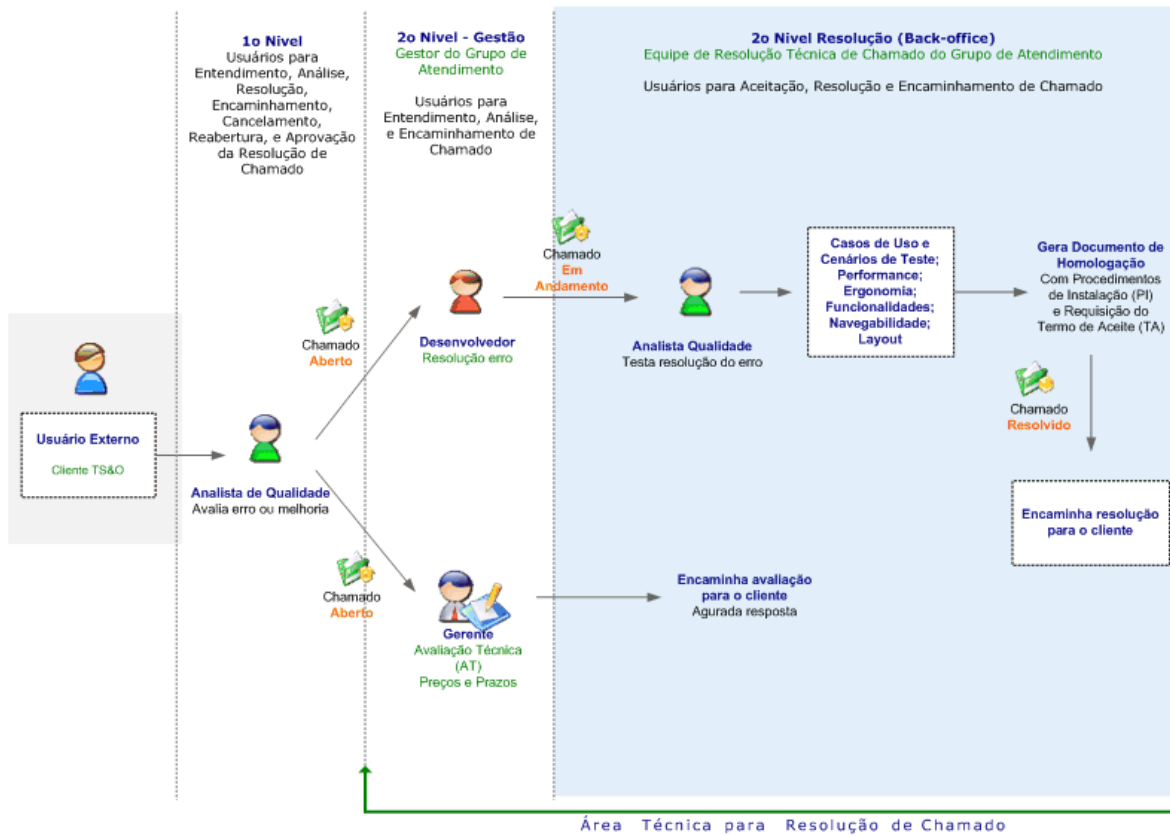 1o Nivel
Usuários para
Entendimento, Análise,
Resolução,
Encaminhamento,
Cancelamento,
Reabertura, e Aprovação
da Resolução de
Chamado
2o Nivel - Gestão
Gestor do Grupo de
Atendimento
Usuários para
Entendimento, Análise,
e Encaminhamento de
Chamado
2o Nivel Resolução (Back-office)
Equipe de Resolução Técnica de Chamado do Grupo de Atendimento
Usuários para Aceitação, Resolução e Encaminhamento de Chamado
Usuário Externo
Cliente TS&O
Analista de Qualidade
Avalia erro ou melhoria
Chamado
Aberto
Desenvolvedor
Resolução erro
Chamado
Em
Andamento
Analista Qualidade
Testa resolução do erro
Casos de Uso e
Cenários de Teste;
Performance;
Ergonomia;
Funcionalidades;
Navegabilidade;
Layout
Gera Documento de
Homologação
Com Procedimentos
de Instalação (PI)
e Requisição do
Termo de Aceite (TA)
Chamado
Resolvido
Encaminha resolução
para o cliente
Chamado
Aberto
Gerente
Avaliação Técnica
(AT)
Preços e Prazos
Encaminha avaliação
para o cliente
Agurada resposta
Área Técnica para Resolução de Chamado